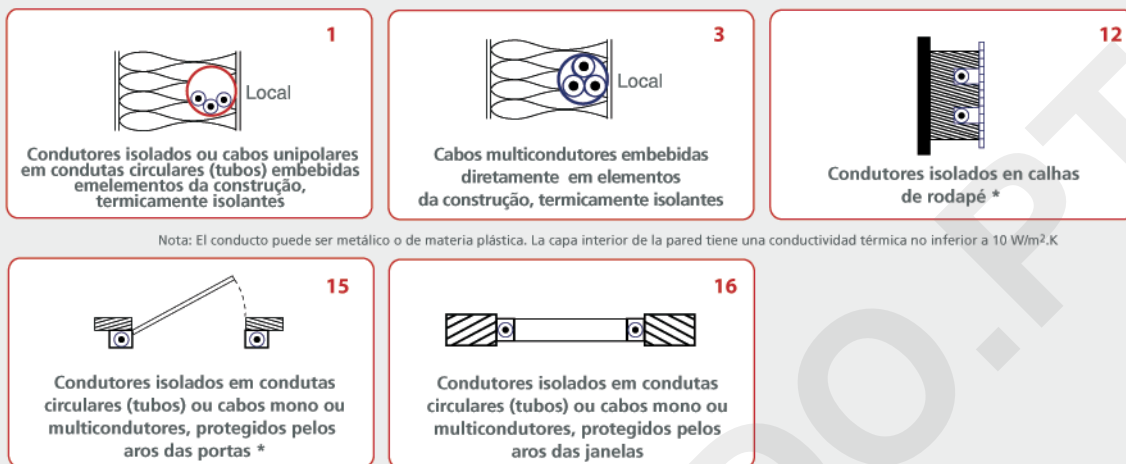 1
Local
Condutores isolados ou cabos unipolares
em condutas circulares (tubos) embebidas
emelementos da construção,
termicamente isolantes
3
Local
Cabos multicondutores embebidas
diretamente em elementos
da construção, termicamente isolantes
12
Condutores isolados en calhas
de rodapé *
Nota: El conducto puede ser metálico o de materia plástica. La capa interior de la pared tiene una conductividad térmica no inferior a 10 W/m².K
15
Condutores isolados em condutas
circulares (tubos) ou cabos mono ou
multicondutores, protegidos pelos
aros das portas *
16
Condutores isolados em condutas
circulares (tubos) ou cabos mono ou
multicondutores, protegidos pelos
aros das janelas
DO.PT